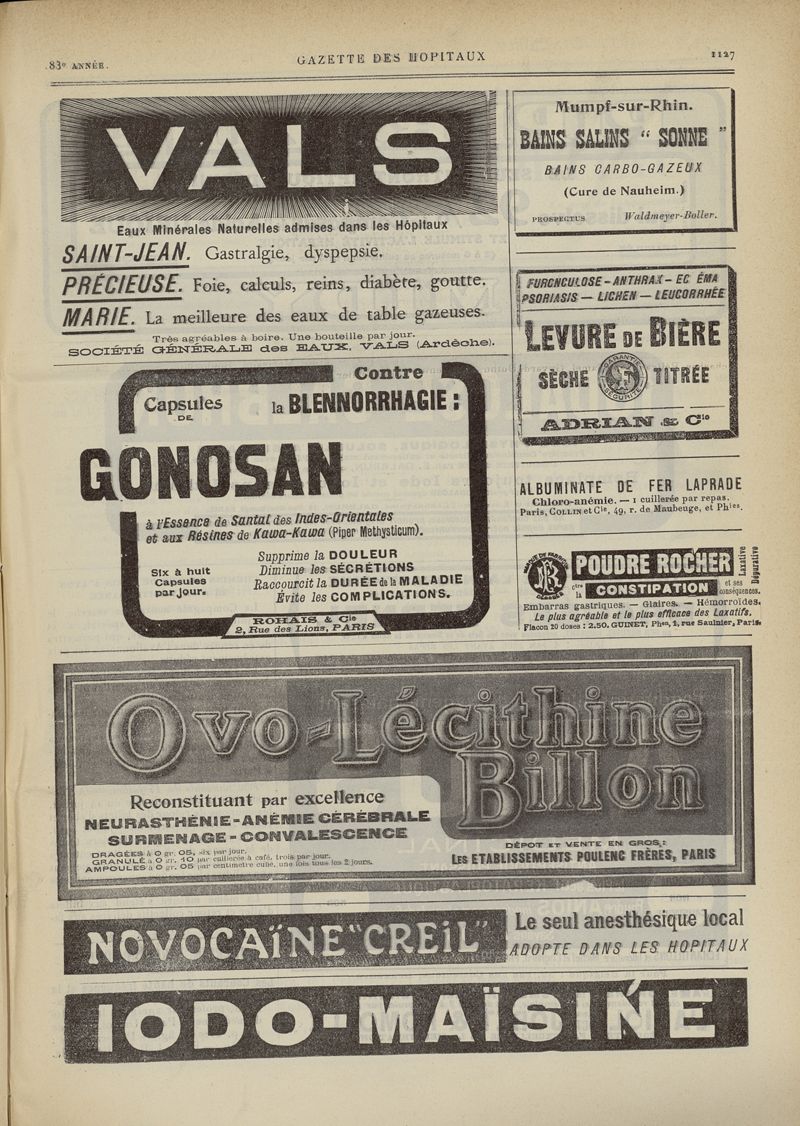 83e ANNÉE.
GAZETTE DES HOPITAUX
1127
VALS
Eaux Minérales Naturelles admises dans les Hôpitaux
SAINT-JEAN. Gastralgie, dyspepsie.
PRÉCIEUSE. Foie, calculs, reins, diabète, goutte.
MARIE. La meilleure des eaux de table gazeuses.
Très agréables à boire. Une bouteille par jour.
SOCIÉTÉ GÉNÉRALE des EAUX, VALS (Ardèche).
Contre
Capsules DE la BLENNORRHAGIE :
GONOSAN
à l'Essence de Santal des Indes-Orientales
et aux Résines de Kawa-Kawa (Piper Methysticum).
Six à huit
Capsules
par jour.
Supprime la DOULEUR
Diminue les SÉCRÉTIONS
Raccourcit la DURÉE de la MALADIE
Évite les COMPLICATIONS.
ROHAIS & Cie
2, Rue des Lions, PARIS
Mumpf-sur-Rhin.
BAINS SALINS “ SONNE ”
BAINS CARBO-GAZEUX
(Cure de Nauheim.)
PROSPECTUS Waldmeyer-Boller.
FURONCULOSE – ANTHRAX – EC ÉMA
PSORIASIS – LICHEN – LEUCORRHÉE
LEVURE DE BIÈRE
SÈCHE TITRÉE
GARANTIE
SÉCURITÉ
ADRIAN & Cie
ALBUMINATE DE FER LAPRADE
Chloro-anémie. — 1 cuillerée par repas.
Paris, COLLIN et Cie, 49, r. de Maubeuge, et Phies.
POUDRE ROCHER
Laxative
Dépurative
ctre la CONSTIPATION et ses conséquences.
Embarras gastriques. — Glaires. — Hémorroïdes.
Le plus agréable et le plus efficace des Laxatifs.
Flacon 20 doses : 2.50. GUINET, Phen, 1, rue Saulnier, Paris.
Ovo-Lécithine
Billon
Reconstituant par excellence
NEURASTHÉNIE-ANÉMIE CÉRÉBRALE
SURMENAGE - CONVALESCENCE
DRAGÉES à 0 gr. 05, six par jour.
GRANULÉ à 0 gr. 10 par cuillerée à café, trois par jour.
AMPOULES à 0 gr. 05 par centimètre cube, une fois tous les 2 jours.
DÉPOT ET VENTE EN GROS :
LES ETABLISSEMENTS POULENC FRÈRES, PARIS
NOVOCAÏNE "CREIL"
Le seul anesthésique local
ADOPTE DANS LES HOPITAUX
IODO-MAÏSINE